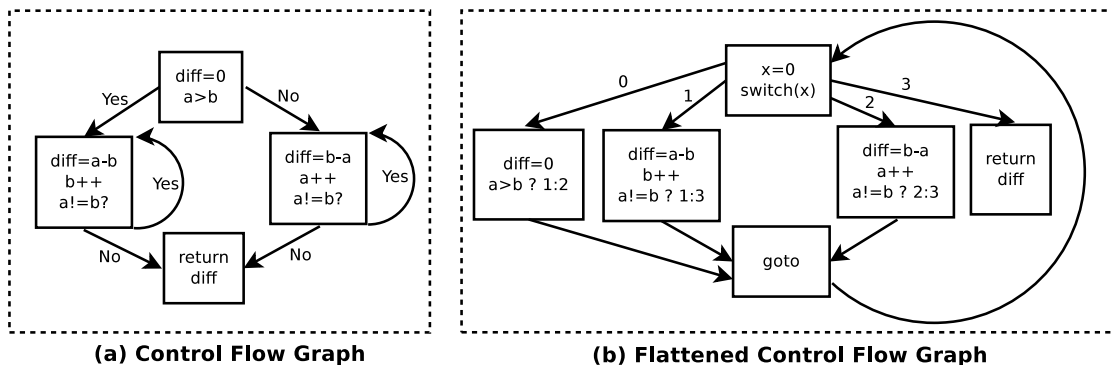 diff=0
a>b
Yes
No
diff=a-b
b++
a!=b?
Yes
diff=b-a
a++
a!=b?
Yes
No
No
return
diff
(a) Control Flow Graph
x=0
switch(x)
0
1
2
3
diff=0
a>b ? 1:2
diff=a-b
b++
a!=b ? 1:3
diff=b-a
a++
a!=b ? 2:3
return
diff
goto
(b) Flattened Control Flow Graph